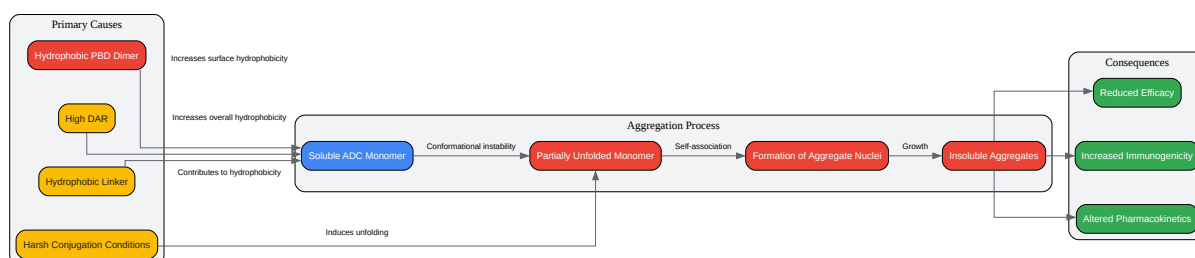 Primary Causes
Hydrophobic PBD Dimer
Increases surface hydrophobicity
High DAR
Increases overall hydrophobicity
Hydrophobic Linker
Contributes to hydrophobicity
Harsh Conjugation Conditions
Induces unfolding
Aggregation Process
Soluble ADC Monomer
Conformational instability
Partially Unfolded Monomer
Self-association
Formation of Aggregate Nuclei
Growth
Insoluble Aggregates
Consequences
Reduced Efficacy
Increased Immunogenicity
Altered Pharmacokinetics